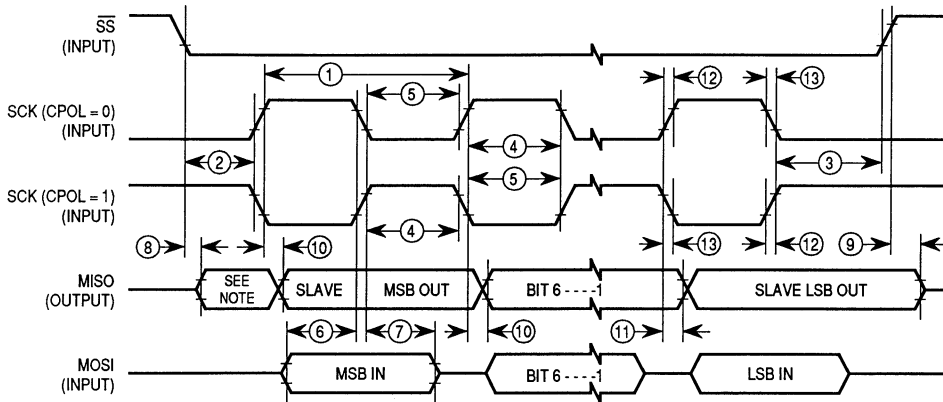 SS
(INPUT)
① ⑫ ⑬
⑤
SCK (CPOL = 0)
(INPUT)
④
② ③
⑤
SCK (CPOL = 1)
(INPUT)
④
⑧ ⑩ ⑬ ⑫ ⑨
MISO
(OUTPUT)
SEE
NOTE
SLAVE MSB OUT BIT 6 - - - - 1 SLAVE LSB OUT
⑥ ⑦ ⑩ ⑪
MOSI
(INPUT)
MSB IN BIT 6 - - - - 1 LSB IN